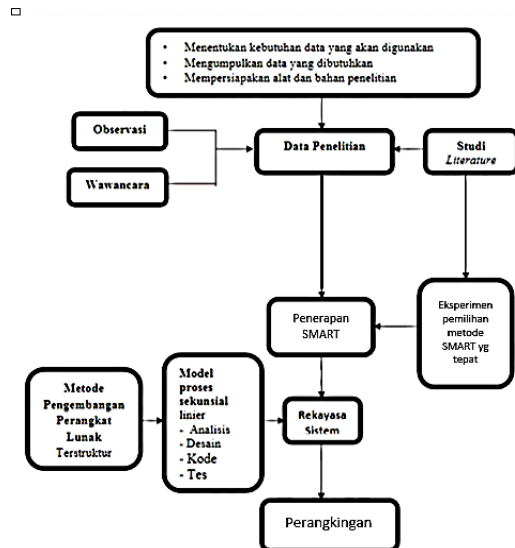 • Menentukan kebutuhan data yang akan digunakan
• Mengumpulkan data yang dibutuhkan
• Mempersiapakan alat dan bahan penelitian
Observasi
Wawancara
Data Penelitian
Studi
Literature
Penerapan
SMART
Eksperimen
pemilihan
metode
SMART yg
tepat
Metode
Pengembangan
Perangkat
Lunak
Terstruktur
Model
proses
sekunsial
linier
- Analisis
- Desain
- Kode
- Tes
Rekayasa
Sistem
Perangkingan